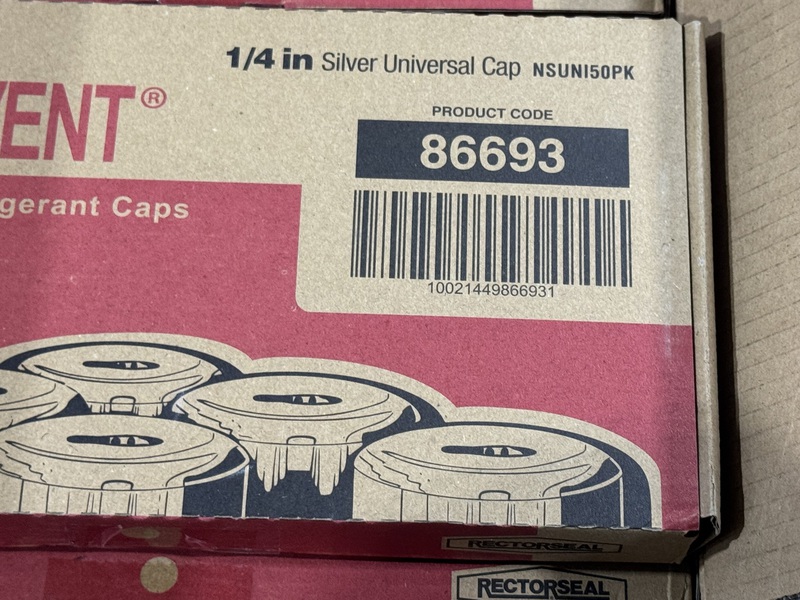 1/4 in Silver Universal Cap NSUNI50PK
VENT®
PRODUCT CODE
86693
gerant Caps
10021449866931
RECTORSEAL
RECTORSEAL